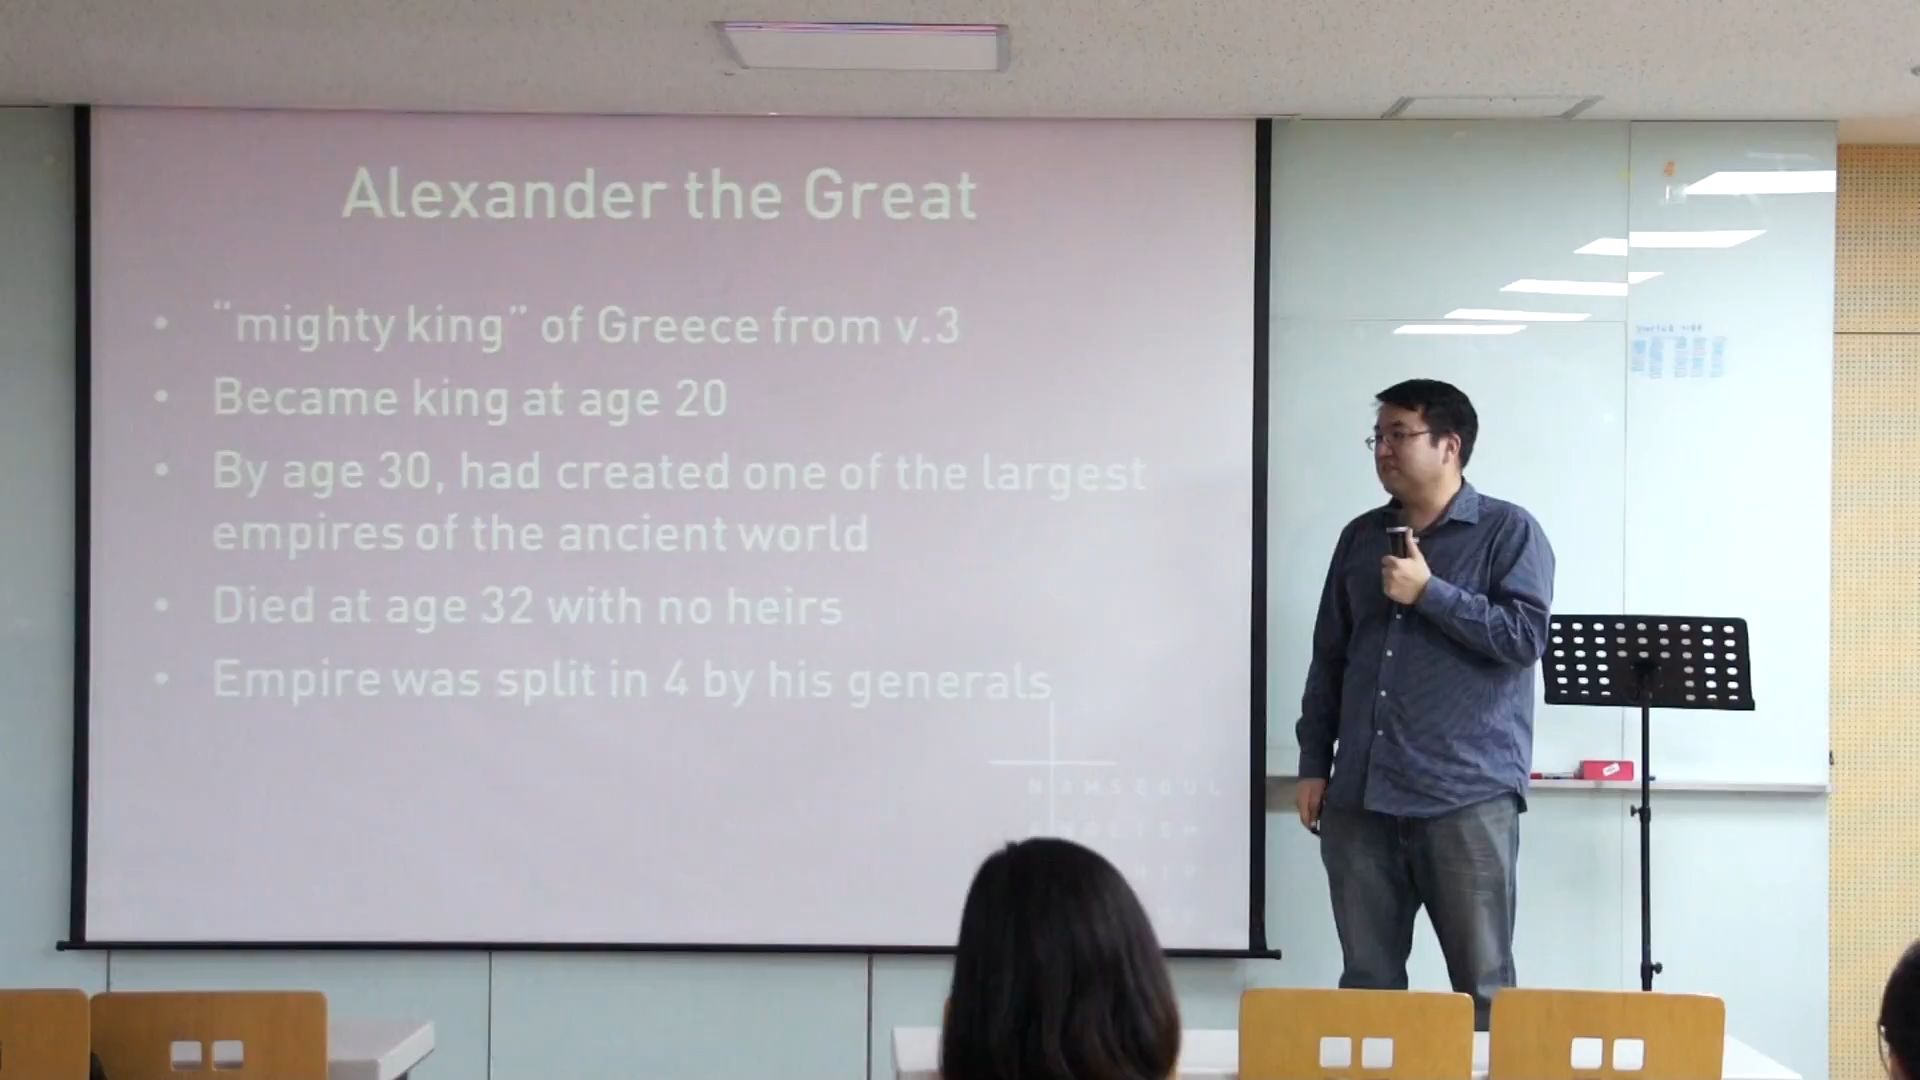 Alexander the Great
• “mighty king” of Greece from v.3
• Became king at age 20
• By age 30, had created one of the largest
empires of the ancient world
• Died at age 32 with no heirs
• Empire was split in 4 by his generals
NAMSEOUL